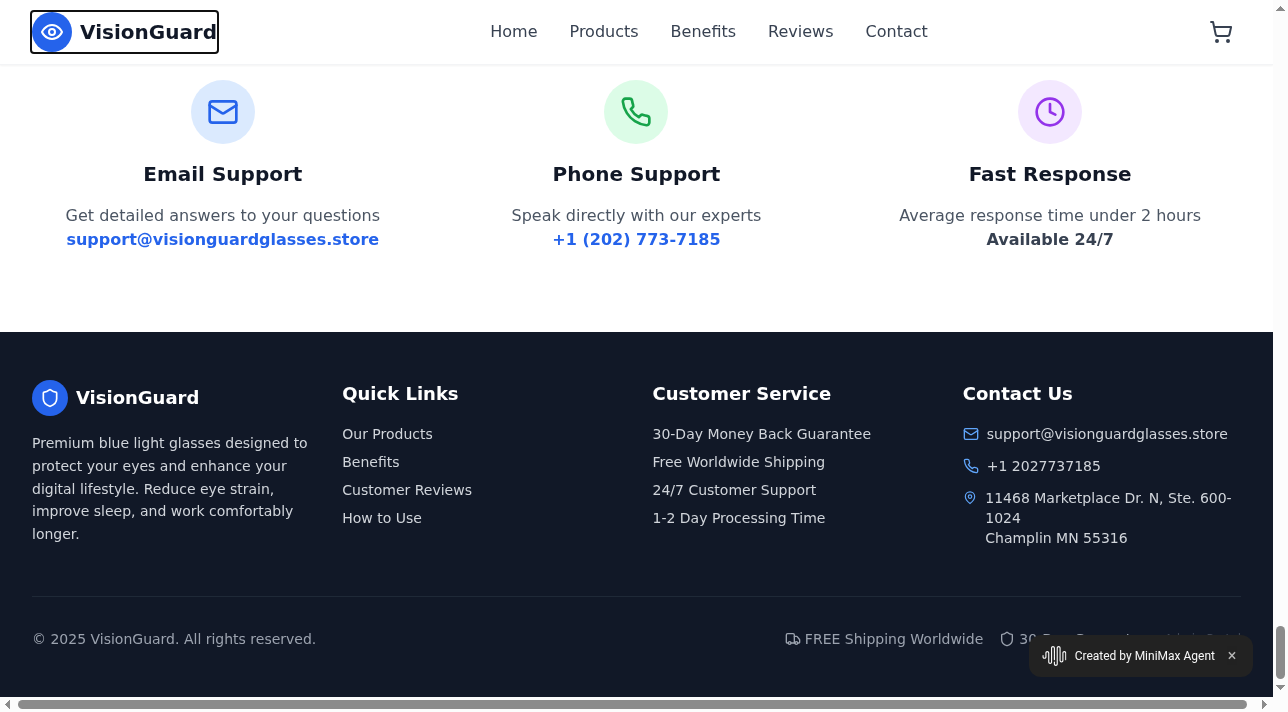 VisionGuard
Home
Products
Benefits
Reviews
Contact
Email Support
Get detailed answers to your questions
support@visionguardglasses.store
Phone Support
Speak directly with our experts
+1 (202) 773-7185
Fast Response
Average response time under 2 hours
Available 24/7
VisionGuard
Premium blue light glasses designed to
protect your eyes and enhance your
digital lifestyle. Reduce eye strain,
improve sleep, and work comfortably
longer.
Quick Links
Our Products
Benefits
Customer Reviews
How to Use
Customer Service
30-Day Money Back Guarantee
Free Worldwide Shipping
24/7 Customer Support
1-2 Day Processing Time
Contact Us
support@visionguardglasses.store
+1 2027737185
11468 Marketplace Dr. N, Ste. 600-
1024
Champlin MN 55316
© 2025 VisionGuard. All rights reserved.
FREE Shipping Worldwide
Created by MiniMax Agent